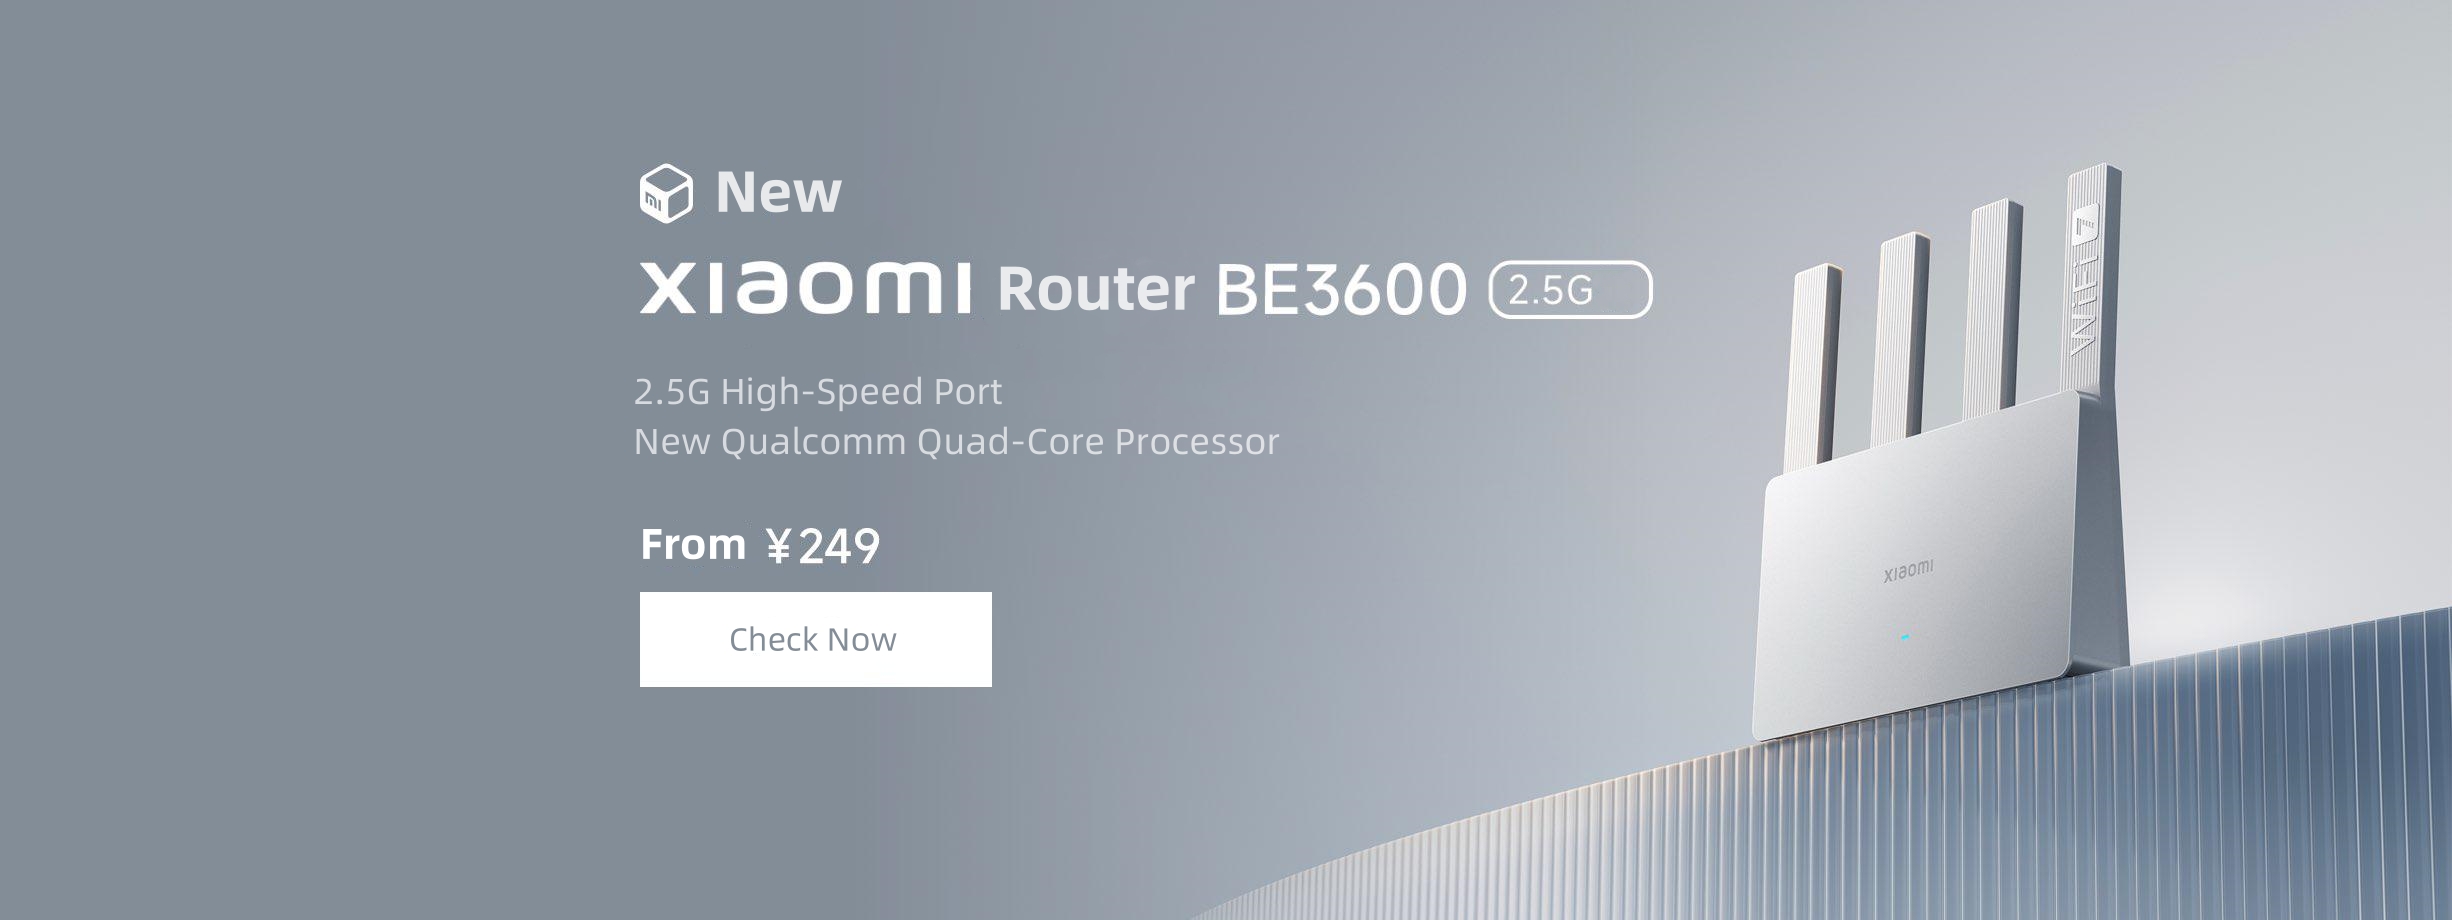 New
xiaomi Router BE3600 2.5G
2.5G High-Speed Port
New Qualcomm Quad-Core Processor
From ¥249
Check Now
WiFi 7
xiaomi
mi